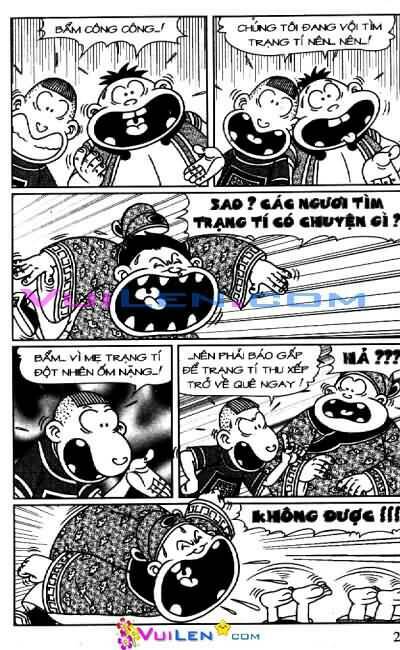 BẨM CÔNG CÔNG...!
CHÚNG TÔI ĐANG VỘI TÌM
TRẠNG TÍ NÊN... NÊN...!
SAO? CÁC NGƯƠI TÌM
TRẠNG TÍ CÓ CHUYỆN GÌ?
VUILEN.COM
BẨM... VÌ MẸ TRẠNG TÍ
ĐỘT NHIÊN ỐM NẶNG...!
...NÊN PHẢI BÁO GẤP
ĐỂ TRẠNG TÍ THU XẾP
TRỞ VỀ QUÊ NGAY!
HẢ???
KHÔNG ĐƯỢC!!!
VUILEN.COM
2